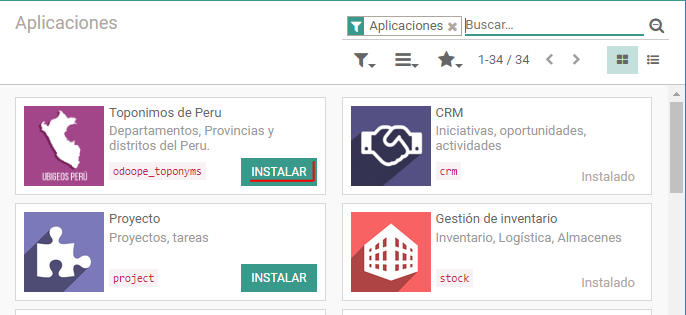 Aplicaciones
Aplicaciones
Buscar...
1-34 / 34
Toponimos de Peru
Departamentos, Provincias y
distritos del Peru.
UBIGEOS PERÚ
odoope_toponyms
INSTALAR
CRM
Iniciativas, oportunidades,
actividades
crm
Instalado
Proyecto
Proyectos, tareas
project
INSTALAR
Gestión de inventario
Inventario, Logística, Almacenes
stock
Instalado